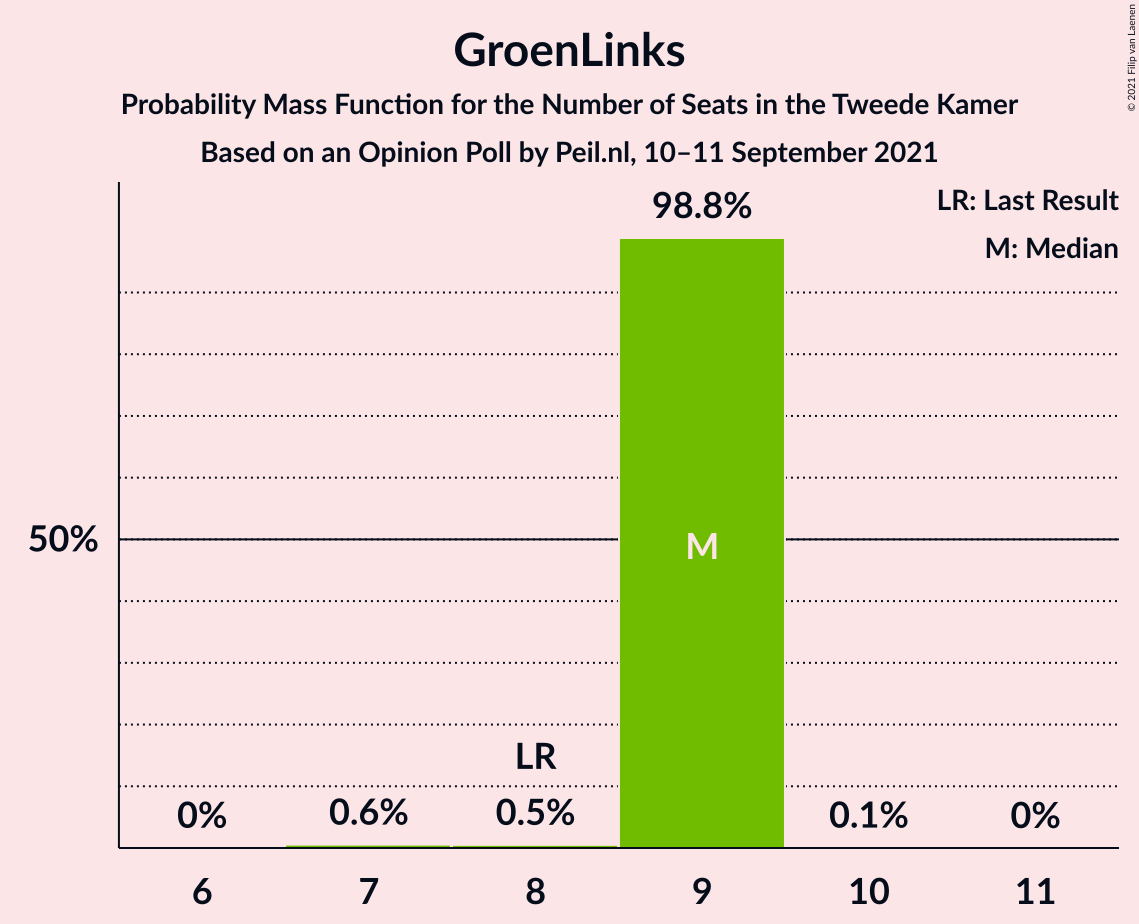 GroenLinks
Probability Mass Function for the Number of Seats in the Tweede Kamer
Based on an Opinion Poll by Peil.nl, 10–11 September 2021
© 2021 Filip van Laenen
LR: Last Result
M: Median
98.8%
50%
M
LR
0% 0.6% 0.5% 0.1% 0%
6 7 8 9 10 11